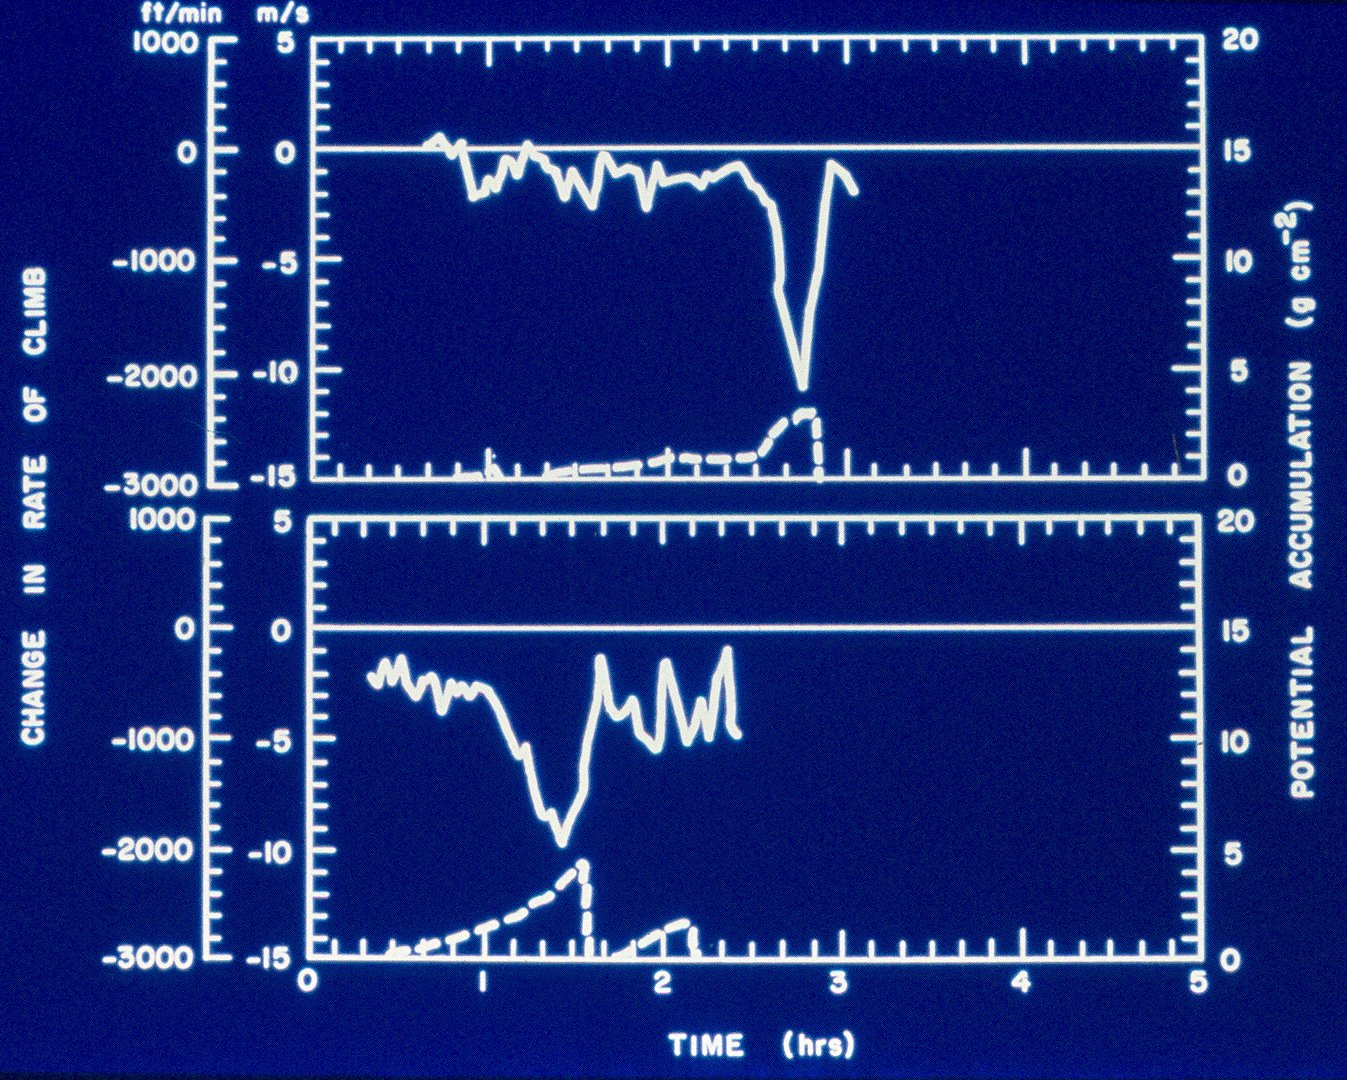 ft/min m/s
1000 5 20
0 0 15
-1000 -5 10
-2000 -10 5
-3000 -15 0
1000 5 20
0 0 15
-1000 -5 10
-2000 -10 5
-3000 -15 0
0 1 2 3 4 5
TIME (hrs)
CHANGE IN RATE OF CLIMB
POTENTIAL ACCUMULATION (g cm-2)